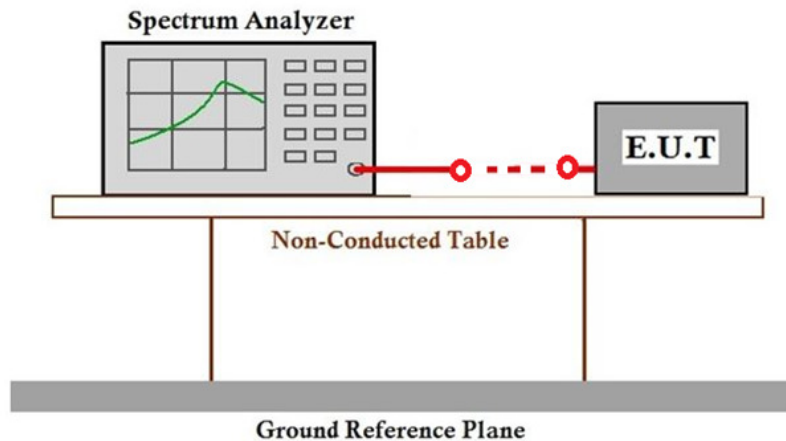 Spectrum Analyzer
E.U.T
Non-Conducted Table
Ground Reference Plane